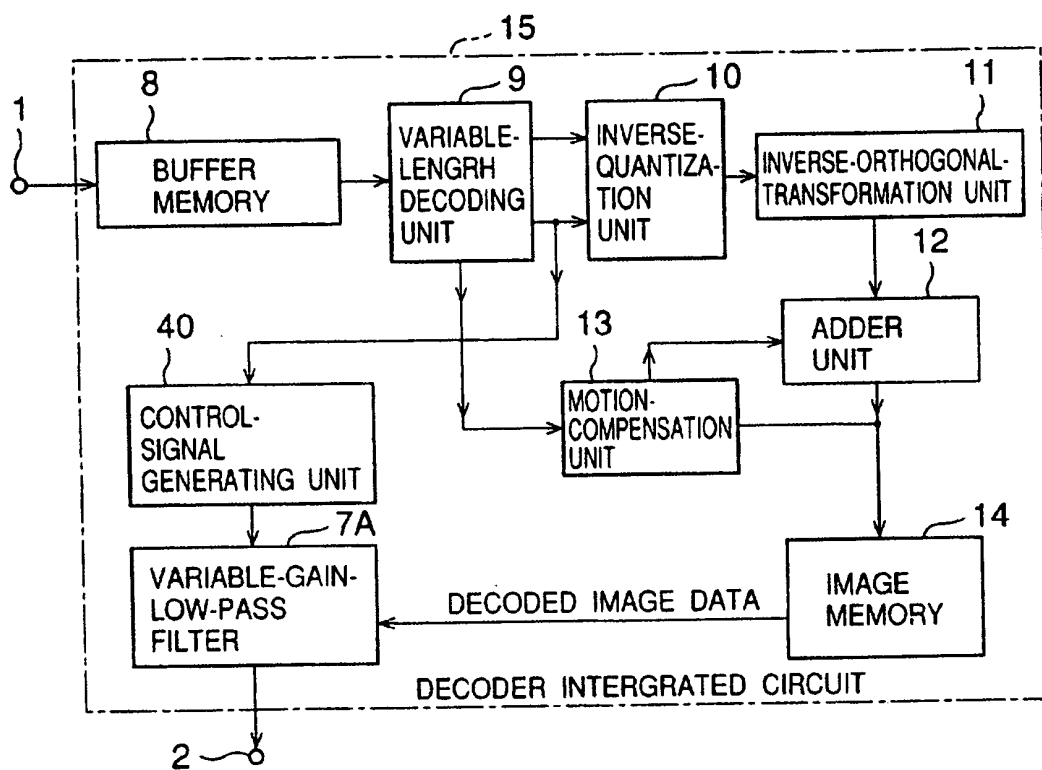 15
1
8
BUFFER
MEMORY
9
VARIABLE-
LENGRH
DECODING
UNIT
10
INVERSE-
QUANTIZA-
TION
UNIT
11
INVERSE-ORTHOGONAL-
TRANSFORMATION UNIT
12
ADDER
UNIT
13
MOTION-
COMPENSATION
UNIT
40
CONTROL-
SIGNAL
GENERATING UNIT
7A
VARIABLE-GAIN-
LOW-PASS
FILTER
DECODED IMAGE DATA
14
IMAGE
MEMORY
DECODER INTERGRATED CIRCUIT
2